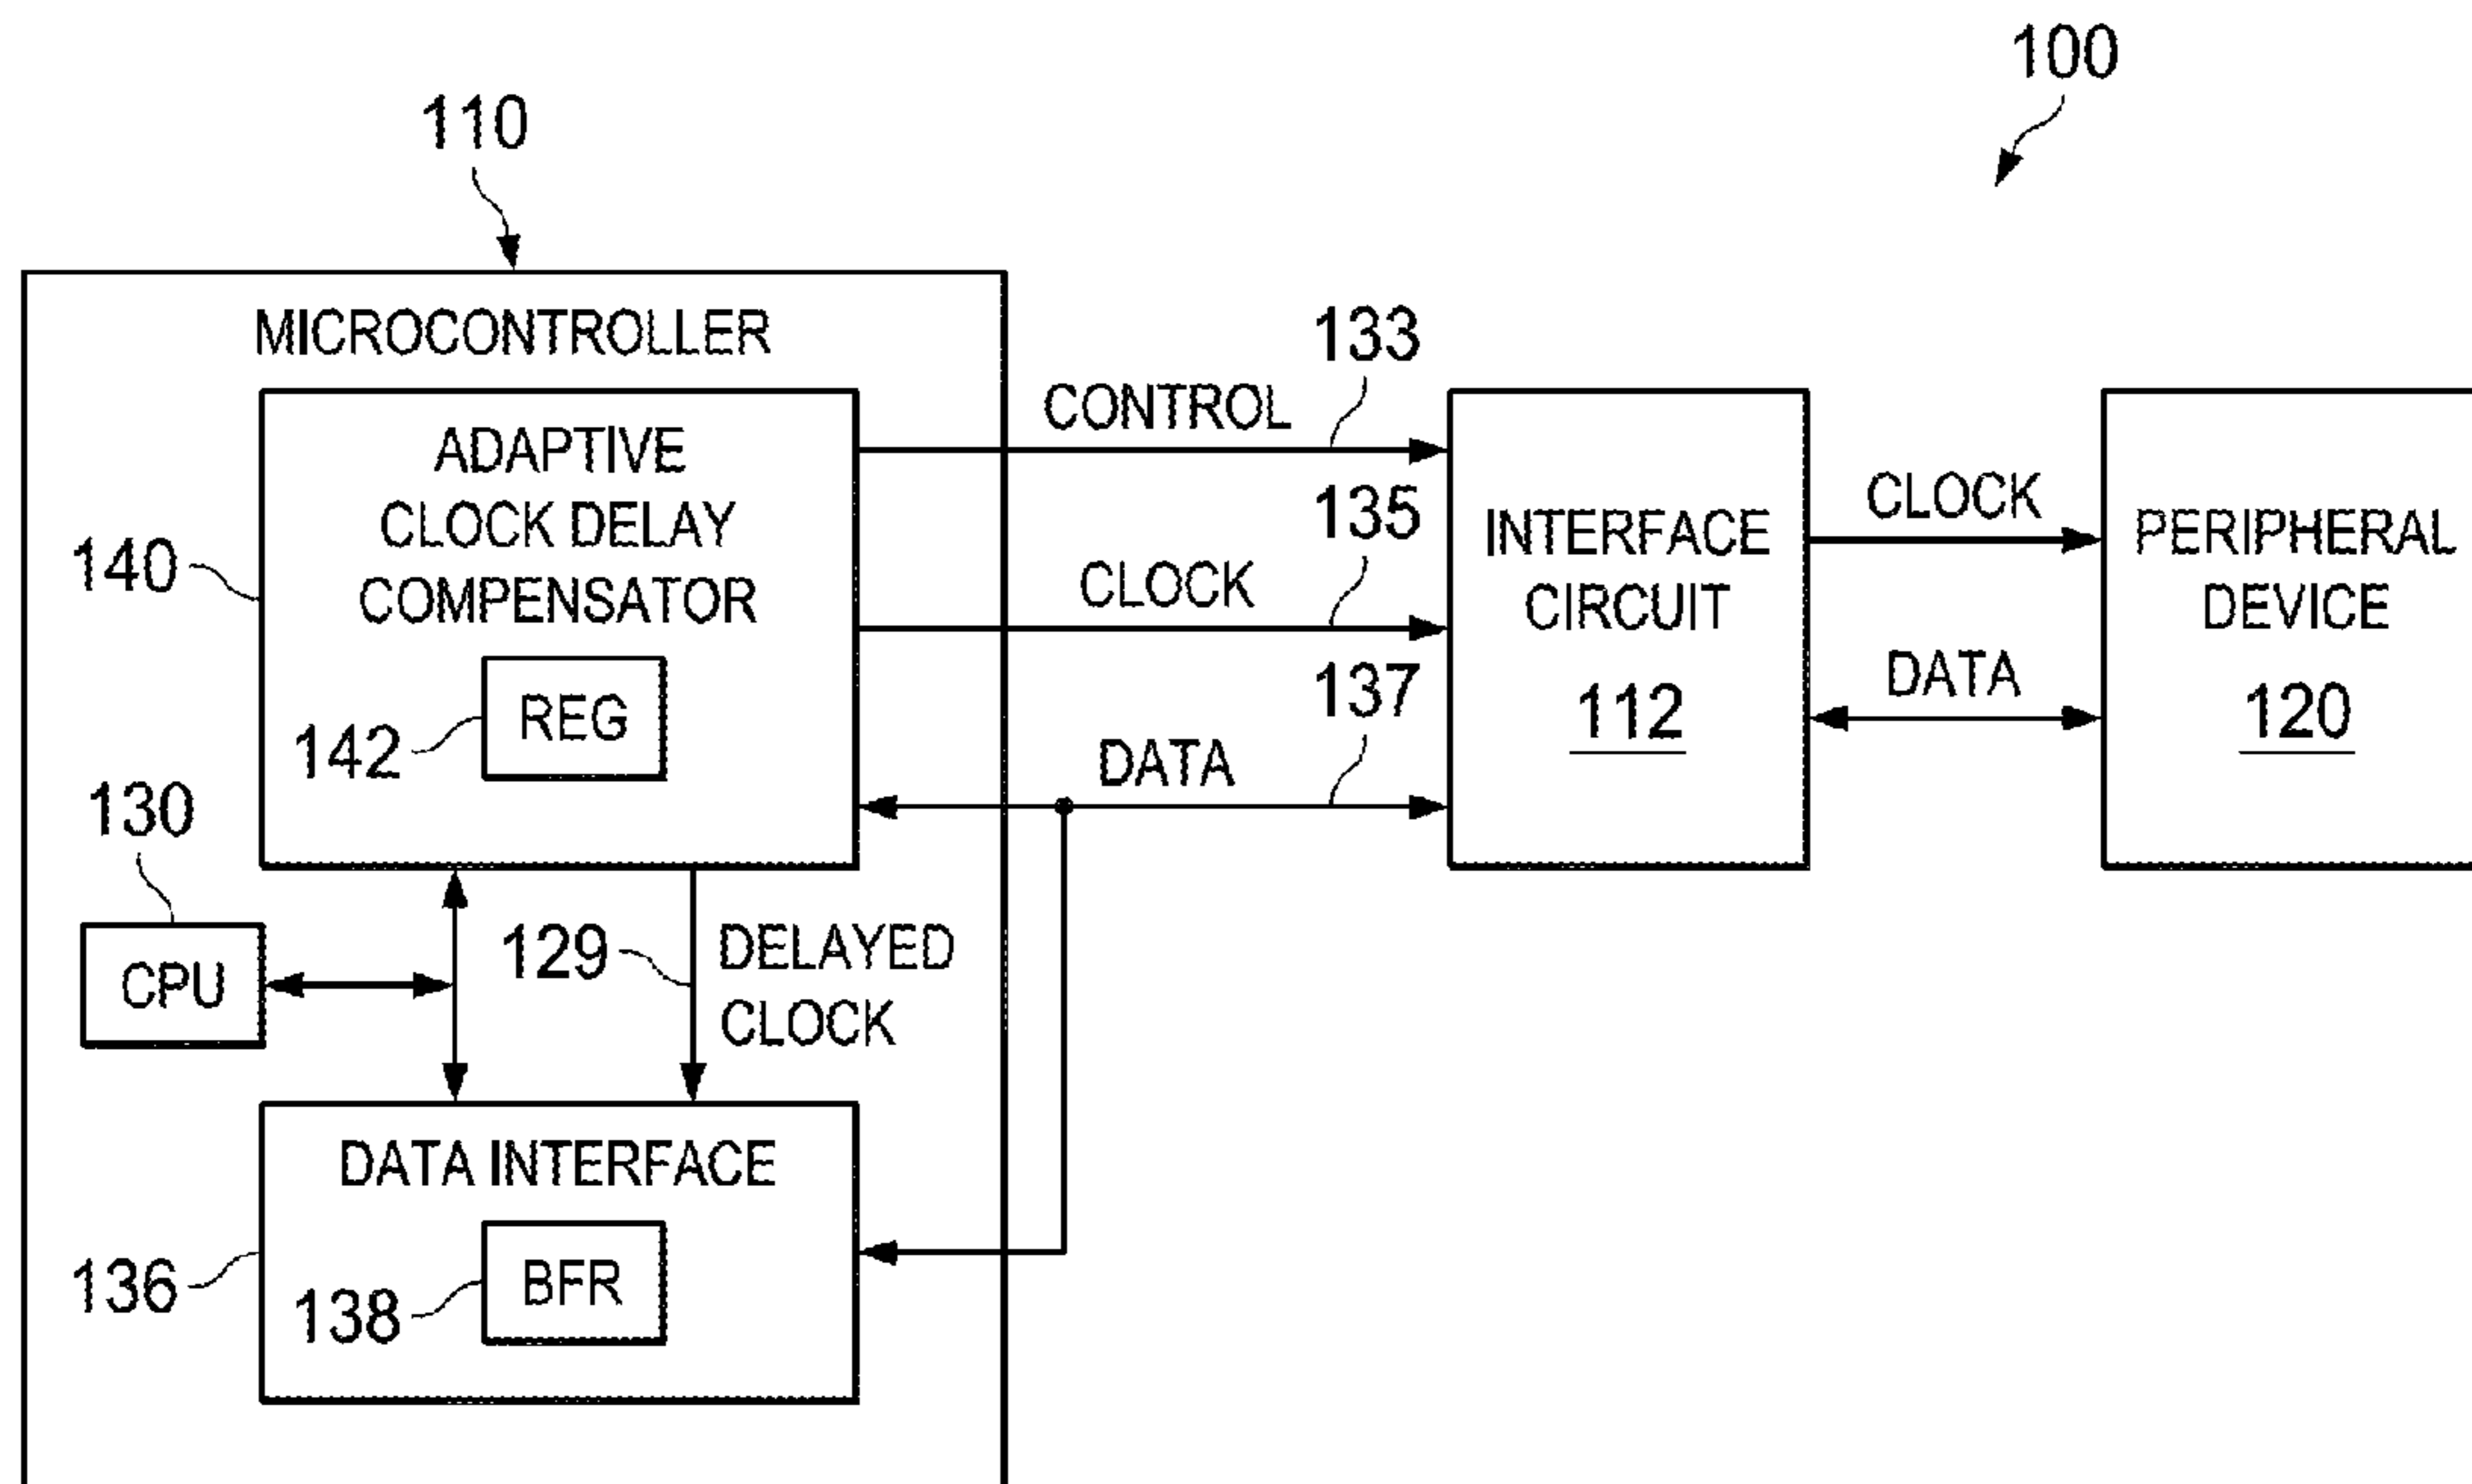 100
110
MICROCONTROLLER
133
CONTROL
ADAPTIVE
CLOCK DELAY
COMPENSATOR
135
CLOCK
INTERFACE
CIRCUIT
112
CLOCK
PERIPHERAL
DEVICE
120
DATA
140
REG
142
137
DATA
130
CPU
129
DELAYED
CLOCK
DATA INTERFACE
136
BFR
138